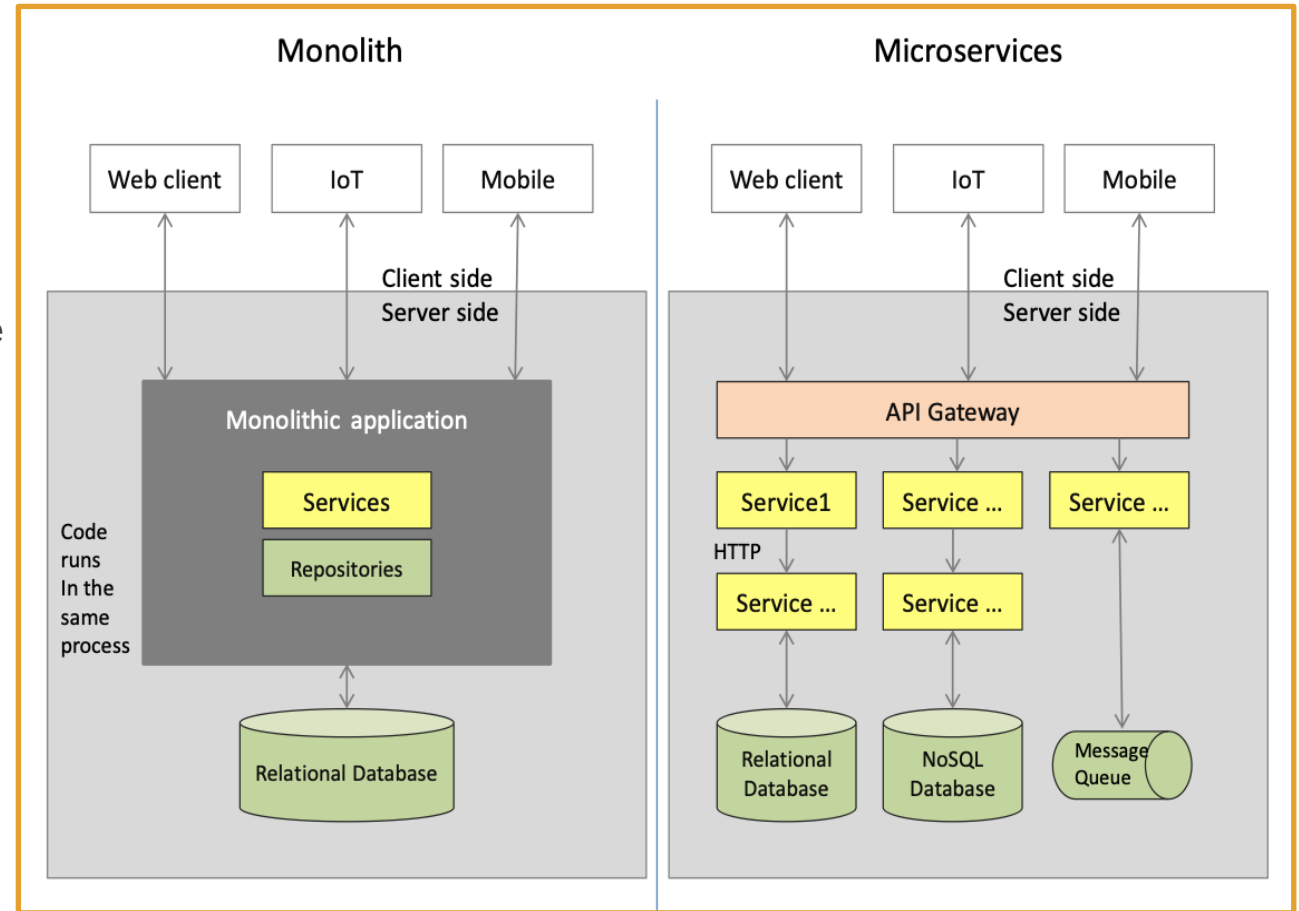 Monolith
Web client
IoT
Mobile
Client side
Server side
Monolithic application
Services
Repositories
Code
runs
In the
same
process
Relational Database
Microservices
Web client
IoT
Mobile
Client side
Server side
API Gateway
Service1
Service ...
Service ...
HTTP
Service ...
Service ...
Relational
Database
NoSQL
Database
Message
Queue